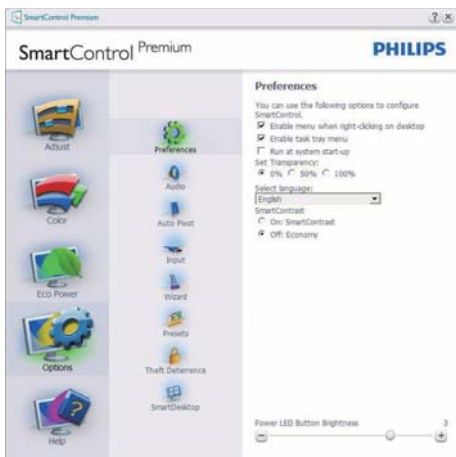 SmartControl Premium
SmartControl Premium
PHILIPS
Adjust
Color
Eco Power
Options
Help
Preferences
Audio
Auto Pivot
Input
Wizard
Presets
Theft Deterrence
SmartDesktop
Preferences
You can use the following options to configure
SmartControl.
Enable menu when right-clicking on desktop
Enable task tray menu
Run at system start-up
Set Transparency:
0% 50% 100%
Select language:
English
SmartContrast
On: SmartContrast
Off: Economy
Power LED Button Brightness 3